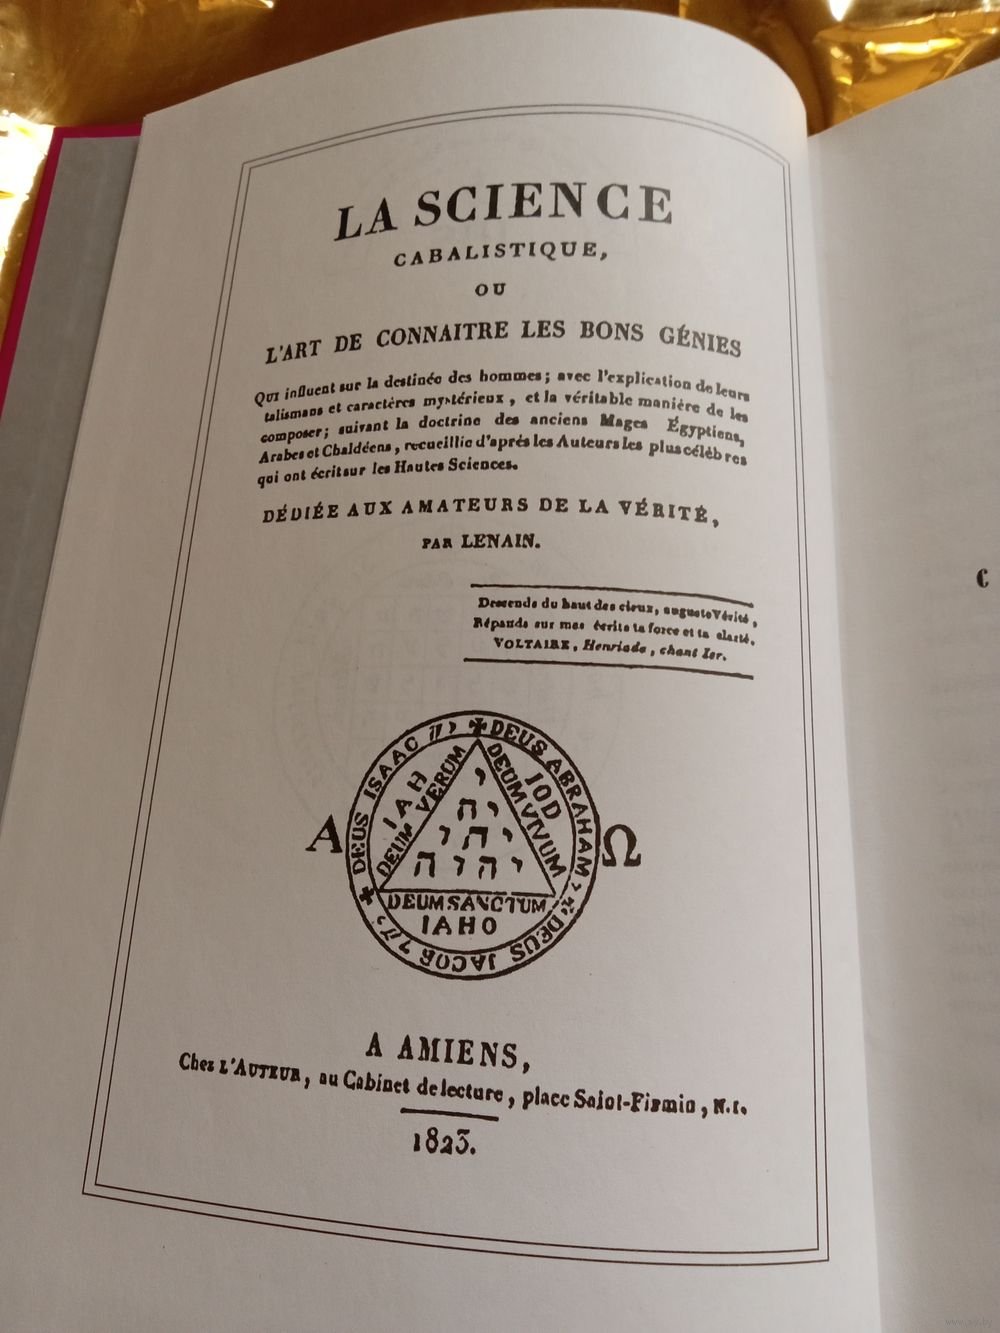 LA SCIENCE
CABALISTIQUE,
OU
L'ART DE CONNAITRE LES BONS GÉNIES
Qui influent sur la destinée des hommes; avec l'explication de leurs
talismans et caractères mystérieux, et la véritable manière de les
composer; suivant la doctrine des anciens Mages Égyptiens,
Arabes et Chaldéens, recueillie d'après les Auteurs les plus célèbres
qui ont écrit sur les Hautes Sciences.
DÉDIÉE AUX AMATEURS DE LA VÉRITÉ,
PAR LENAIN.
Descends du haut des cieux, auguste Vérité,
Répands sur mes écrits ta force et ta clarté.
VOLTAIRE, Henriade, chant Ier.
DEUS ABRAHAM
DEUS JACOB
DEUS ISAAC
IAH
DEUM VERUM
IOD
DEUM VIVUM
י
יה
יהי
יהוה
A
Ω
DEUM SANCTUM
IAHO
A AMIENS,
Chez L'AUTEUR, au Cabinet de lecture, place Saint-Firmin, N.1.
1823.
C